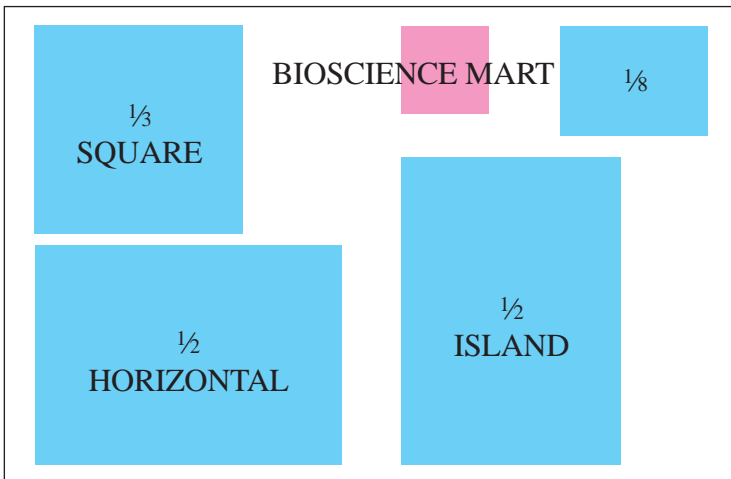 ⅓
SQUARE
BIOSCIENCE MART
⅛
½
HORIZONTAL
½
ISLAND